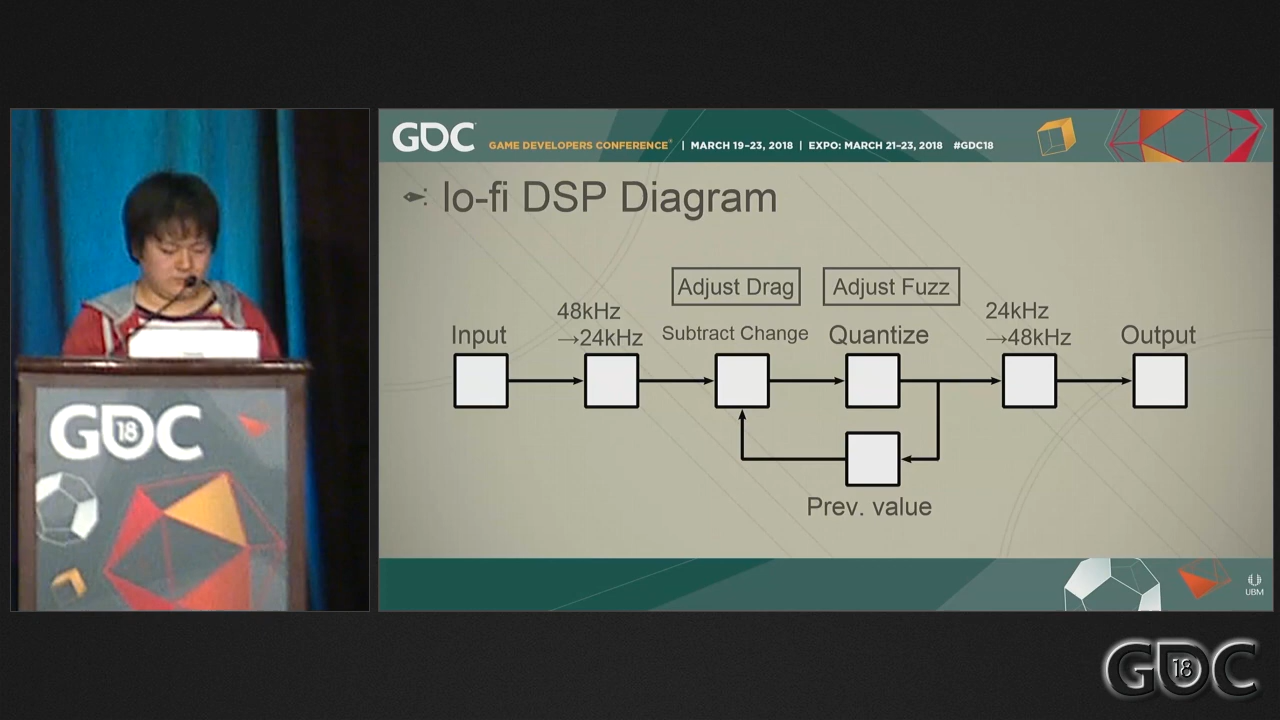 GDC
GAME DEVELOPERS CONFERENCE® | MARCH 19–23, 2018 | EXPO: MARCH 21–23, 2018 #GDC18
lo-fi DSP Diagram
Adjust Drag
Adjust Fuzz
48kHz
→24kHz
24kHz
→48kHz
Input
Subtract Change
Quantize
Output
Prev. value
UBM
GDC
18
GDC
18